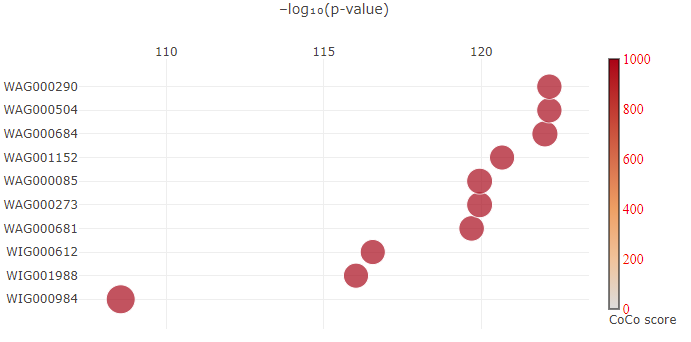 –log₁₀(p-value)
110 115 120
WAG000290
WAG000504
WAG000684
WAG001152
WAG000085
WAG000273
WAG000681
WIG000612
WIG001988
WIG000984
1000
800
600
400
200
0
CoCo score